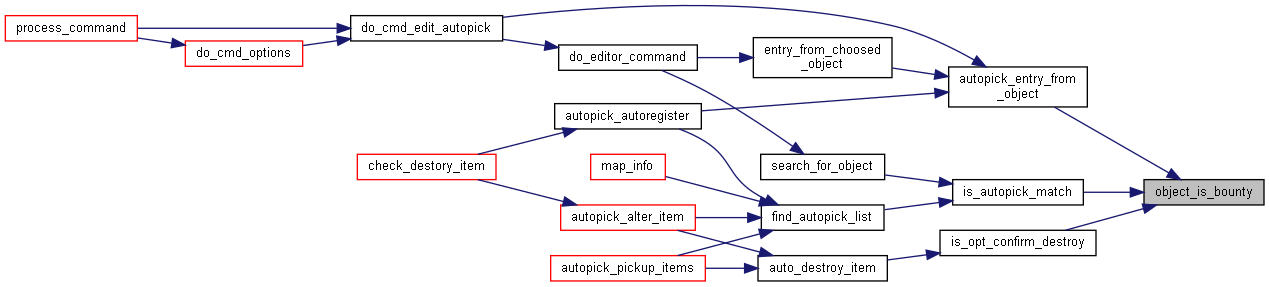 process_command
do_cmd_options
do_cmd_edit_autopick
do_editor_command
entry_from_choosed
_object
autopick_entry_from
_object
autopick_autoregister
check_destory_item
map_info
search_for_object
is_autopick_match
object_is_bounty
autopick_alter_item
find_autopick_list
is_opt_confirm_destroy
autopick_pickup_items
auto_destroy_item